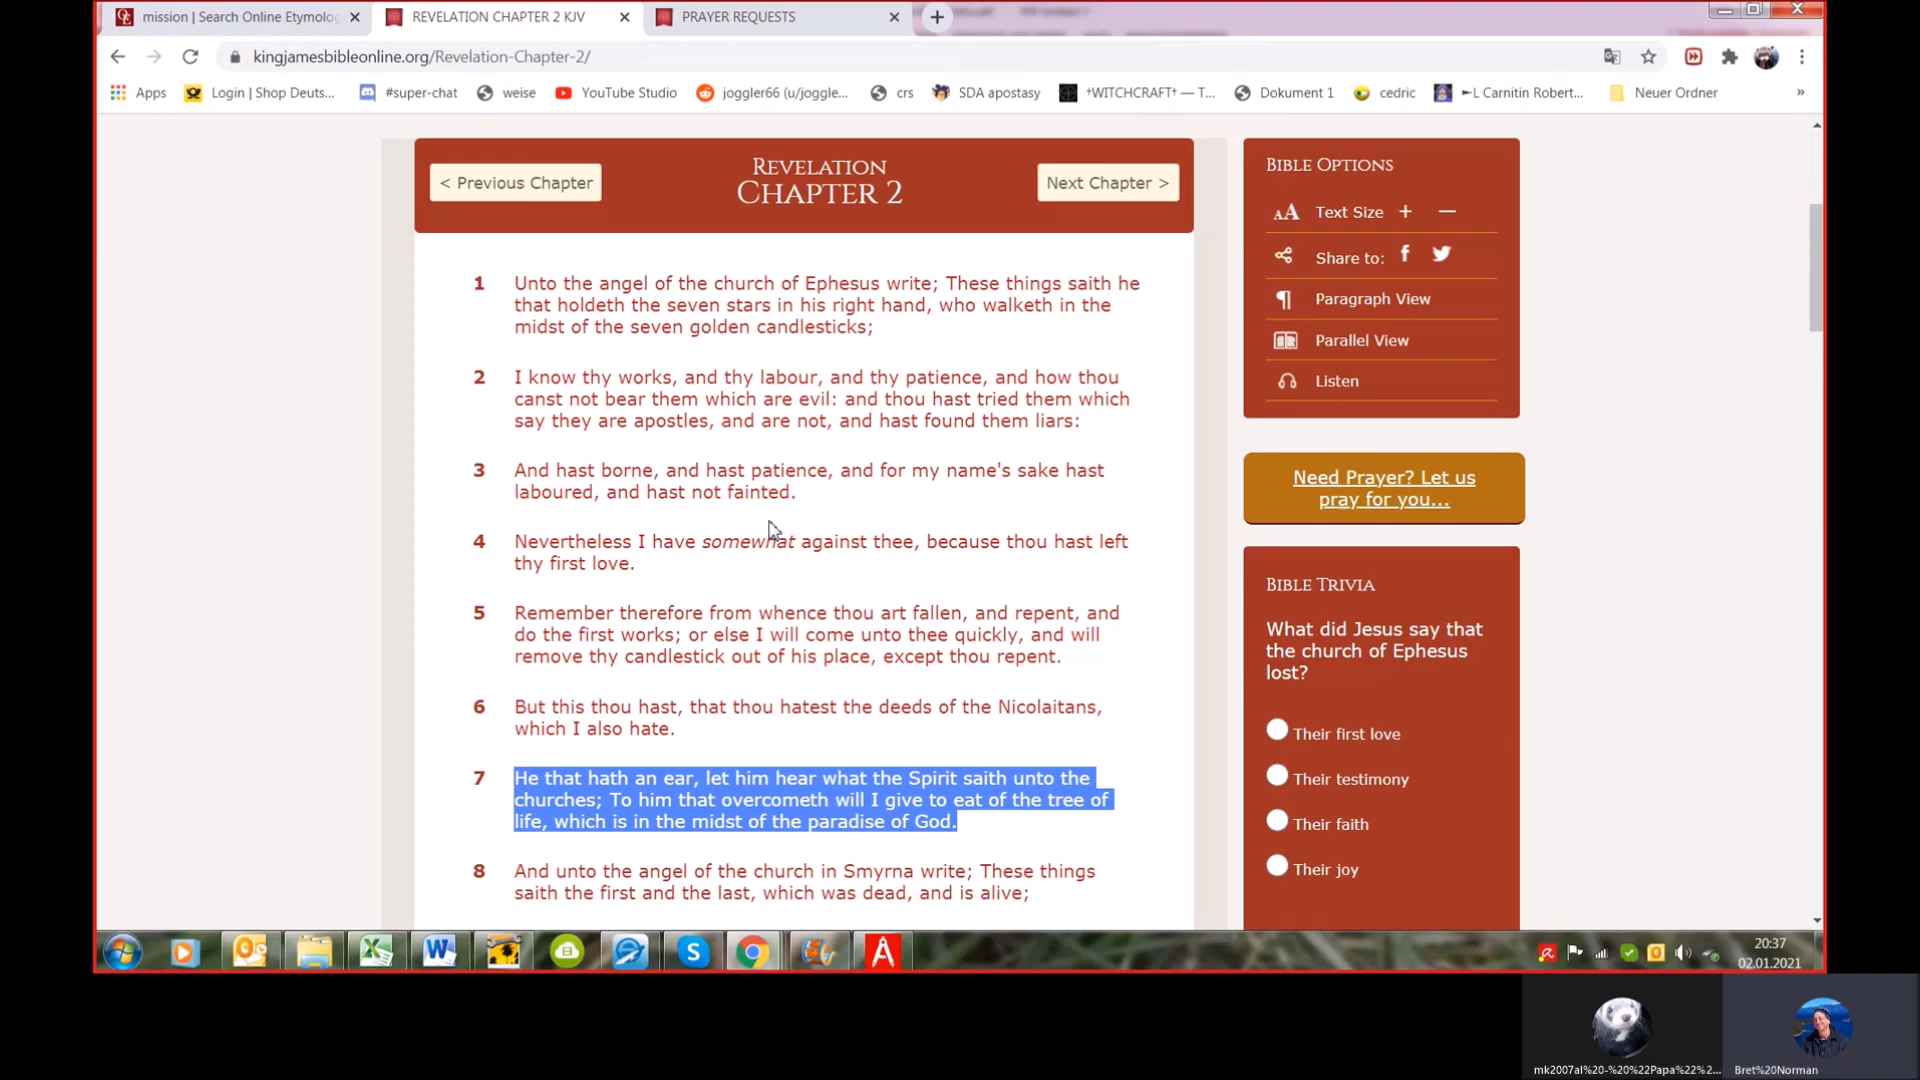 mission | Search Online Etymolog
REVELATION CHAPTER 2 KJV
PRAYER REQUESTS
kingjamesbibleonline.org/Revelation-Chapter-2/
Apps
Login | Shop Deuts...
#super-chat
weise
YouTube Studio
joggler66 (u/joggle...
crs
SDA apostasy
†WITCHCRAFT† — T...
Dokument 1
cedric
L Carnitin Robert...
Neuer Ordner
»
< Previous Chapter
REVELATION
CHAPTER 2
Next Chapter >
1 Unto the angel of the church of Ephesus write; These things saith he
that holdeth the seven stars in his right hand, who walketh in the
midst of the seven golden candlesticks;
2 I know thy works, and thy labour, and thy patience, and how thou
canst not bear them which are evil: and thou hast tried them which
say they are apostles, and are not, and hast found them liars:
3 And hast borne, and hast patience, and for my name's sake hast
laboured, and hast not fainted.
4 Nevertheless I have somewhat against thee, because thou hast left
thy first love.
5 Remember therefore from whence thou art fallen, and repent, and
do the first works; or else I will come unto thee quickly, and will
remove thy candlestick out of his place, except thou repent.
6 But this thou hast, that thou hatest the deeds of the Nicolaitans,
which I also hate.
7 He that hath an ear, let him hear what the Spirit saith unto the
churches; To him that overcometh will I give to eat of the tree of
life, which is in the midst of the paradise of God.
8 And unto the angel of the church in Smyrna write; These things
saith the first and the last, which was dead, and is alive;
BIBLE OPTIONS
AA Text Size + —
Share to:
¶ Paragraph View
Parallel View
Listen
Need Prayer? Let us
pray for you...
BIBLE TRIVIA
What did Jesus say that
the church of Ephesus
lost?
Their first love
Their testimony
Their faith
Their joy
20:37
02.01.2021
mk2007al%20-%20%22Papa%22%2...
Bret%20Norman